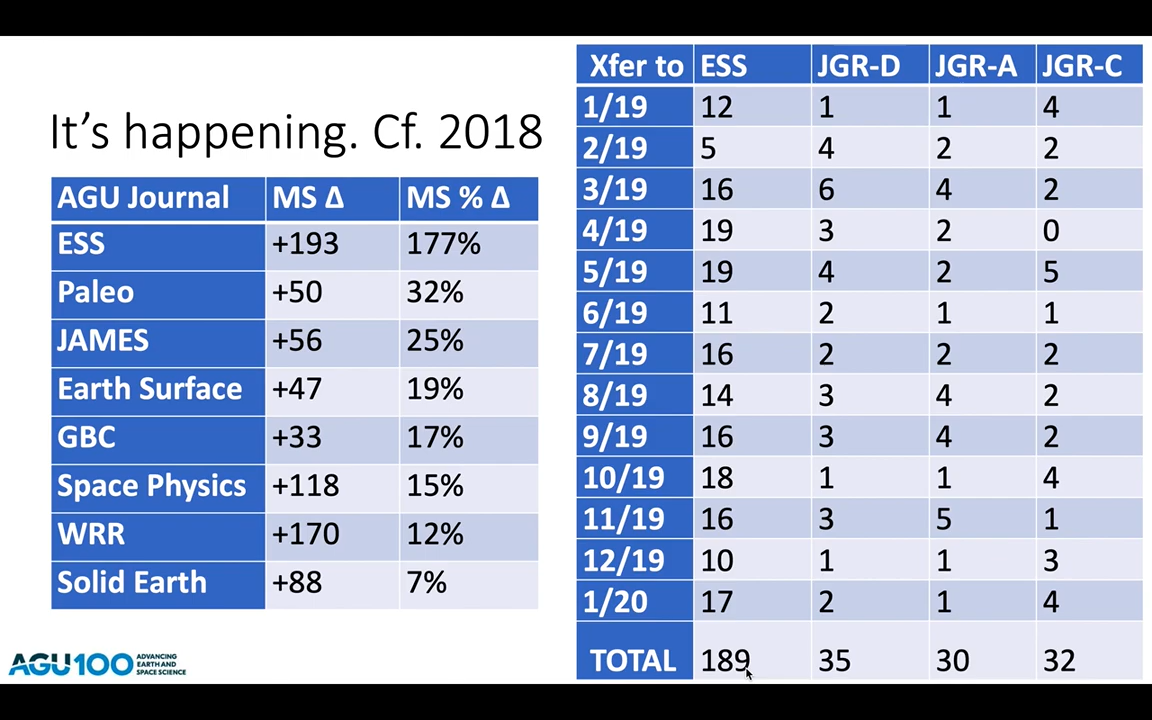 It's happening. Cf. 2018
AGU Journal MS Δ MS % Δ
ESS +193 177%
Paleo +50 32%
JAMES +56 25%
Earth Surface +47 19%
GBC +33 17%
Space Physics +118 15%
WRR +170 12%
Solid Earth +88 7%
AGU100 ADVANCING
EARTH AND
SPACE SCIENCE
Xfer to ESS JGR-D JGR-A JGR-C
1/19 12 1 1 4
2/19 5 4 2 2
3/19 16 6 4 2
4/19 19 3 2 0
5/19 19 4 2 5
6/19 11 2 1 1
7/19 16 2 2 2
8/19 14 3 4 2
9/19 16 3 4 2
10/19 18 1 1 4
11/19 16 3 5 1
12/19 10 1 1 3
1/20 17 2 1 4
TOTAL 189 35 30 32